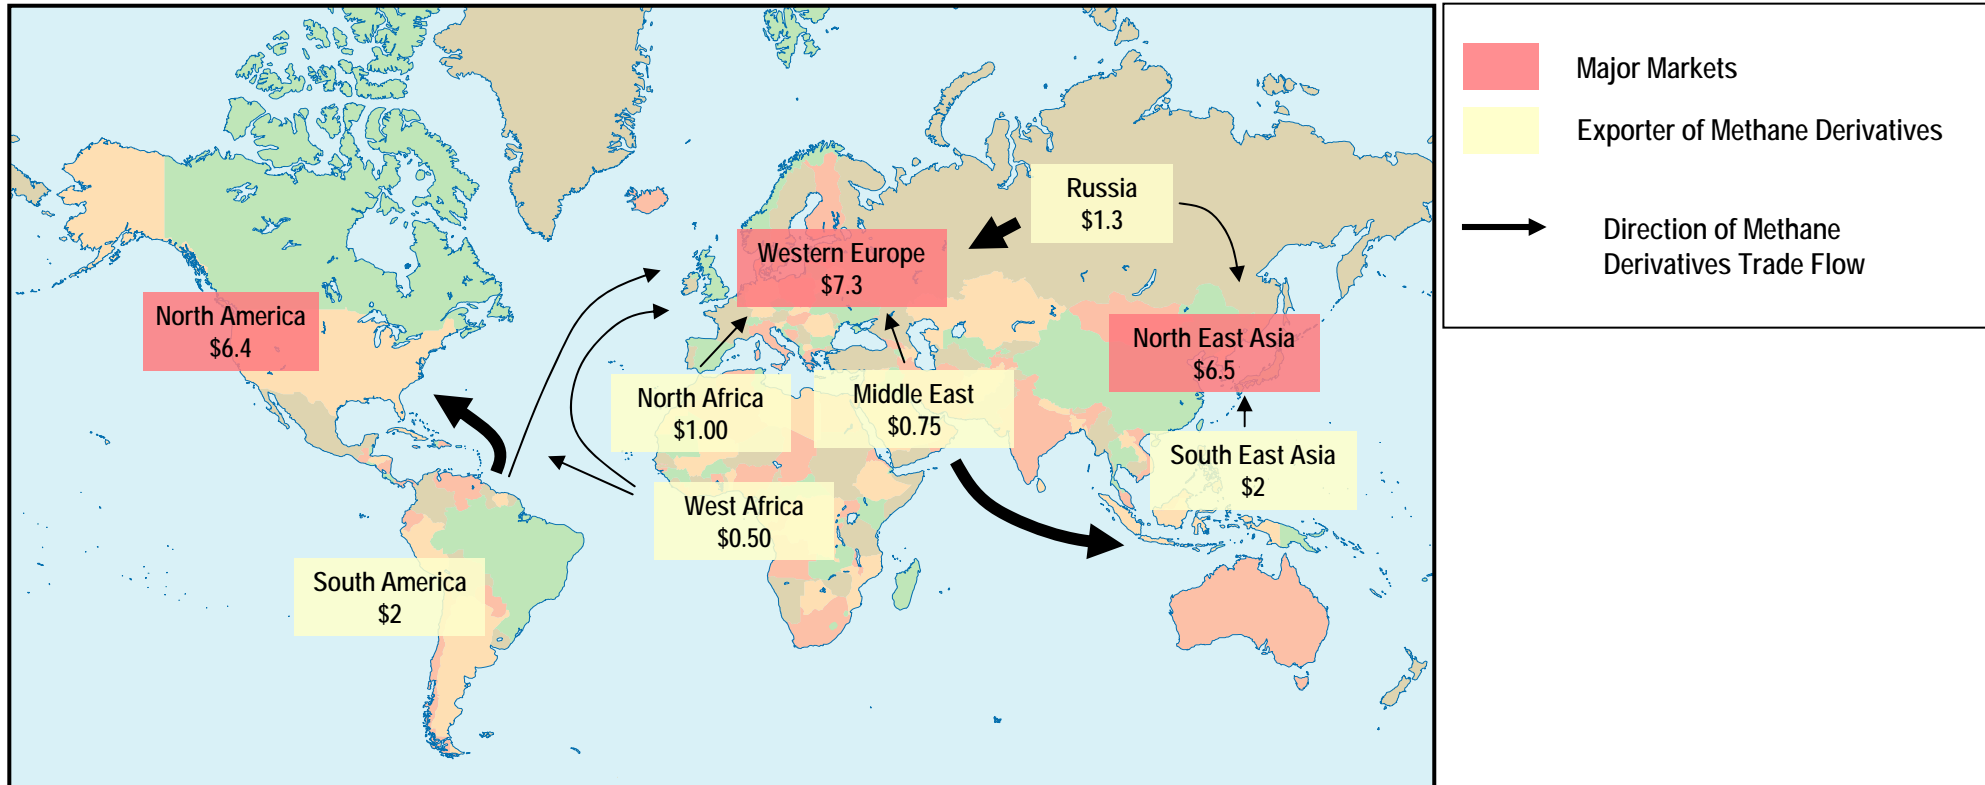 Major Markets
Exporter of Methane Derivatives
Direction of Methane
Derivatives Trade Flow
Russia
$1.3
Western Europe
$7.3
North America
$6.4
North East Asia
$6.5
North Africa
$1.00
Middle East
$0.75
South East Asia
$2
West Africa
$0.50
South America
$2